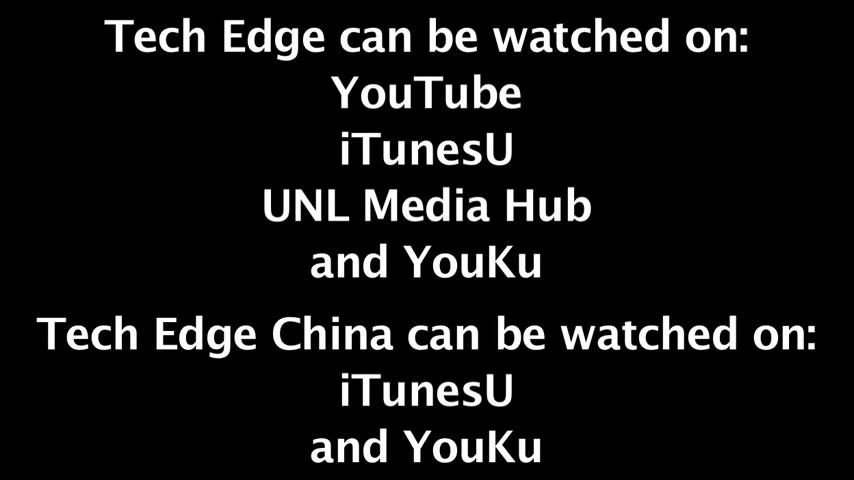 Tech Edge can be watched on:
YouTube
iTunesU
UNL Media Hub
and YouKu
Tech Edge China can be watched on:
iTunesU
and YouKu